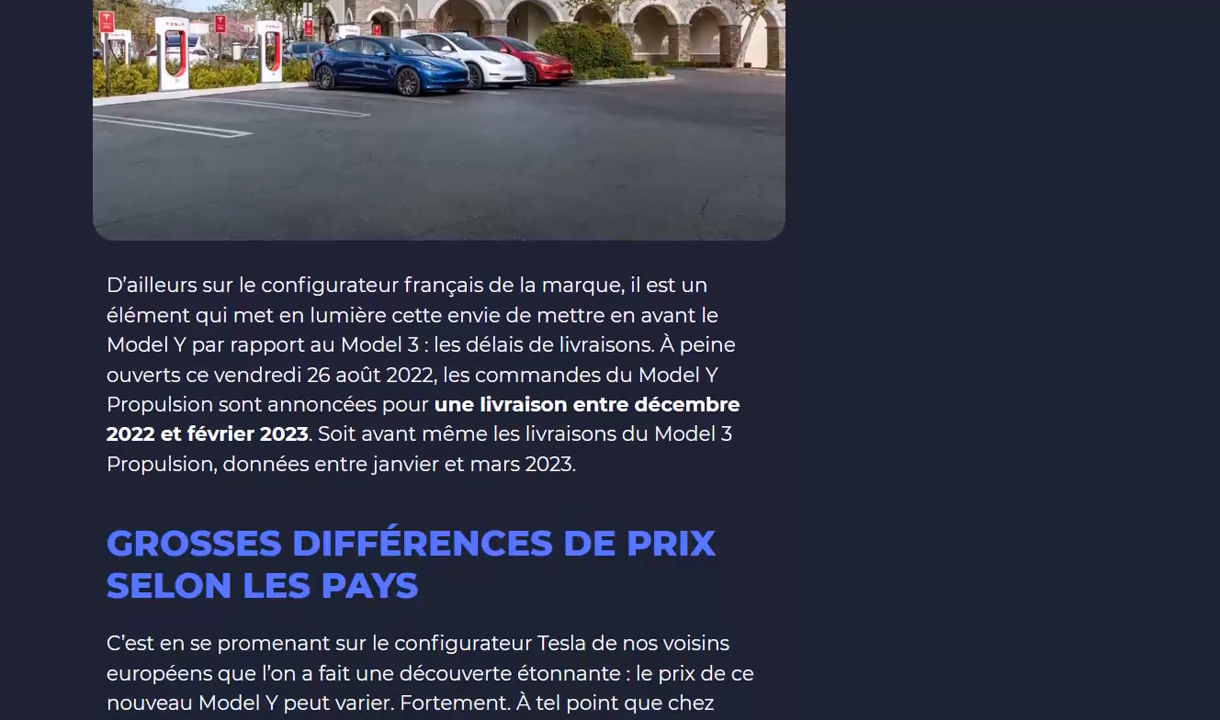 TESLA
TESLA
D’ailleurs sur le configurateur français de la marque, il est un
élément qui met en lumière cette envie de mettre en avant le
Model Y par rapport au Model 3 : les délais de livraisons. À peine
ouverts ce vendredi 26 août 2022, les commandes du Model Y
Propulsion sont annoncées pour une livraison entre décembre
2022 et février 2023. Soit avant même les livraisons du Model 3
Propulsion, données entre janvier et mars 2023.
GROSSES DIFFÉRENCES DE PRIX
SELON LES PAYS
C’est en se promenant sur le configurateur Tesla de nos voisins
européens que l’on a fait une découverte étonnante : le prix de ce
nouveau Model Y peut varier. Fortement. À tel point que chez